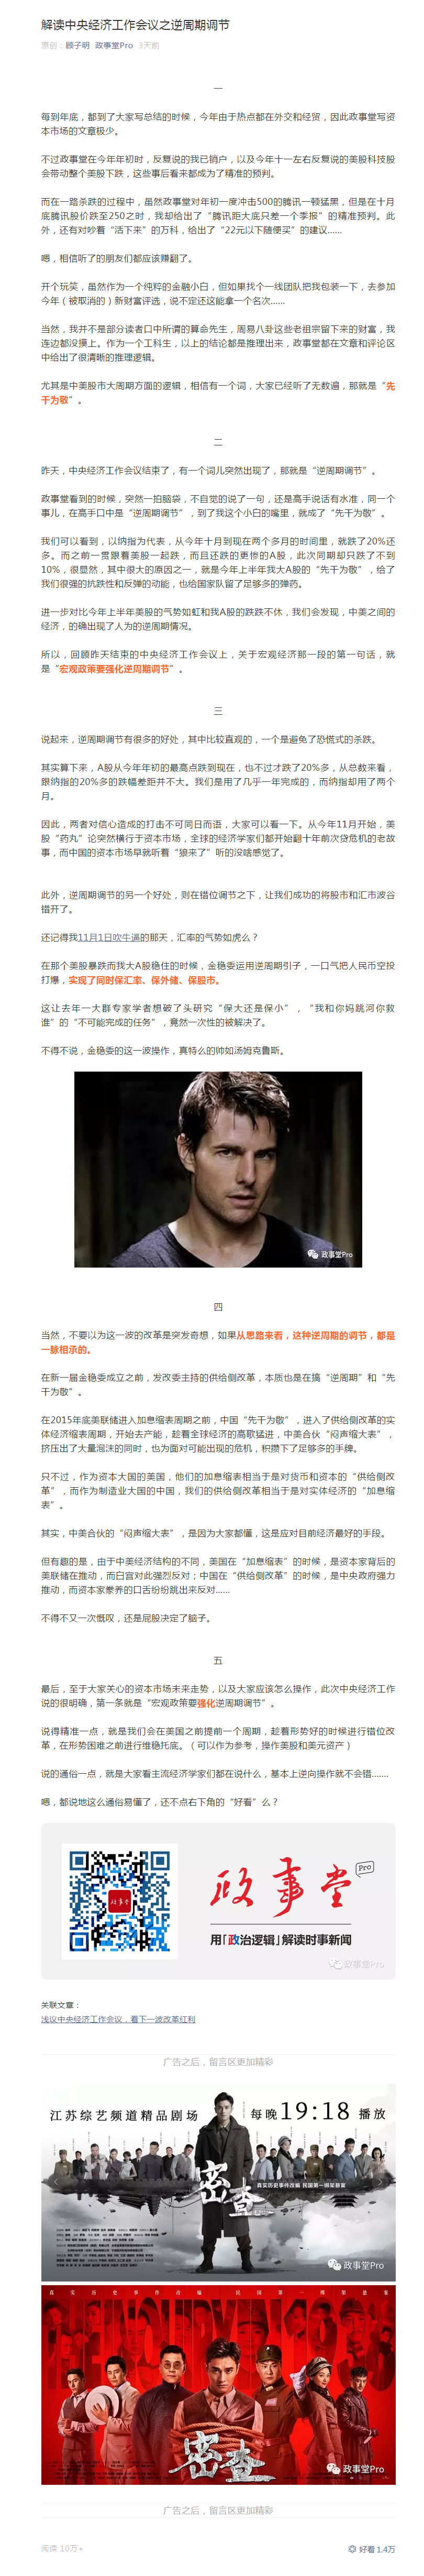 解读中央经济工作会议之逆周期调节
原创：顾子明 政事堂Pro 3天前
一
每到年底，都到了大家写总结的时候，今年由于热点都在外交和经贸，因此政事堂写资
本市场的文章极少。
不过政事堂在今年年初时，反复说的我已销户，以及今年十一左右反复说的美股科技股
会带动整个美股下跌，这些事后看来都成为了精准的预判。
而在一路杀跌的过程中，虽然政事堂对年初一度冲击500的腾讯一顿猛黑，但是在十月
底腾讯股价跌至250之时，我却给出了“腾讯距大底只差一个季报”的精准预判。此
外，还有对吵着“活下来”的万科，给出了“22元以下随便买”的建议......
嗯，相信听了的朋友们都应该赚翻了。
开个玩笑，虽然作为一个纯粹的金融小白，但如果找个一线团队把我包装一下，去参加
今年（被取消的）新财富评选，说不定还这能拿一个名次......
当然，我并不是部分读者口中所谓的算命先生，周易八卦这些老祖宗留下来的财富，我
连边都没摸上。作为一个工科生，以上的结论都是推理出来，政事堂都在文章和评论区
中给出了很清晰的推理逻辑。
尤其是中美股市大周期方面的逻辑，相信有一个词，大家已经听了无数遍，那就是“先
干为敬”。
二
昨天，中央经济工作会议结束了，有一个词儿突然出现了，那就是“逆周期调节”。
政事堂看到的时候，突然一拍脑袋，不自觉的说了一句，还是高手说话有水准，同一个
事儿，在高手口中是“逆周期调节”，到了我这个小白的嘴里，就成了“先干为敬”。
我们可以看到，以纳指为代表，从今年十月到现在两个多月的时间里，就跌了20%还
多。而之前一贯跟着美股一起跌，而且还跌的更惨的A股，此次同期却只跌了不到
10%，很显然，其中很大的原因之一，就是今年上半年我大A股的“先干为敬”，给了
我们很强的抗跌性和反弹的动能，也给国家队留了足够多的弹药。
进一步对比今年上半年美股的气势如虹和我A股的跌跌不休，我们会发现，中美之间的
经济，的确出现了人为的逆周期情况。
所以，回顾昨天结束的中央经济工作会议上，关于宏观经济那一段的第一句话，就
是“宏观政策要强化逆周期调节”。
三
说起来，逆周期调节有很多的好处，其中比较直观的，一个是避免了恐慌式的杀跌。
其实算下来，A股从今年年初的最高点跌到现在，也不过才跌了20%多，从总数来看，
跟纳指的20%多的跌幅差距并不大。我们是用了几乎一年完成的，而纳指却用了两个
月。
因此，两者对信心造成的打击不可同日而语，大家可以看一下。从今年11月开始，美
股“药丸”论突然横行于资本市场，全球的经济学家们都开始翻十年前次贷危机的老故
事，而中国的资本市场早就听着“狼来了”听的没啥感觉了。
此外，逆周期调节的另一个好处，则在错位调节之下，让我们成功的将股市和汇市波谷
错开了。
还记得我11月1日吹牛逼的那天，汇率的气势如虎么？
在那个美股暴跌而我大A股稳住的时候，金稳委运用逆周期引子，一口气把人民币空投
打爆，实现了同时保汇率、保外储、保股市。
这让去年一大群专家学者想破了头研究“保大还是保小”，“我和你妈跳河你救
谁”的“不可能完成的任务”，竟然一次性的被解决了。
不得不说，金稳委的这一波操作，真特么的帅如汤姆克鲁斯。
政事堂Pro
四
当然，不要以为这一波的改革是突发奇想，如果从思路来看，这种逆周期的调节，都是
一脉相承的。
在新一届金稳委成立之前，发改委主持的供给侧改革，本质也是在搞“逆周期”和“先
干为敬”。
在2015年底美联储进入加息缩表周期之前，中国“先干为敬”，进入了供给侧改革的实
体经济缩表周期，开始去产能，趁着全球经济的高歌猛进，中美合伙“闷声缩大表”，
挤压出了大量泡沫的同时，也为面对可能出现的危机，积攒下了足够多的手牌。
只不过，作为资本大国的美国，他们的加息缩表相当于是对货币和资本的“供给侧改
革”，而作为制造业大国的中国，我们的供给侧改革相当于是对实体经济的“加息缩
表”。
其实，中美合伙的“闷声缩大表”，是因为大家都懂，这是应对目前经济最好的手段。
但有趣的是，由于中美经济结构的不同，美国在“加息缩表”的时候，是资本家背后的
美联储在推动，而白宫对此强烈反对；中国在“供给侧改革”的时候，是中央政府强力
推动，而资本家豢养的口舌纷纷跳出来反对......
不得不又一次慨叹，还是屁股决定了脑子。
五
最后，至于大家关心的资本市场未来走势，以及大家应该怎么操作，此次中央经济工作
说的很明确，第一条就是“宏观政策要强化逆周期调节”。
说得精准一点，就是我们会在美国之前提前一个周期，趁着形势好的时候进行错位改
革，在形势困难之前进行维稳托底。（可以作为参考，操作美股和美元资产）
说的通俗一点，就是大家看主流经济学家们都在说什么，基本上逆向操作就不会错.......
嗯，都说地这么通俗易懂了，还不点右下角的“好看”么？
政事堂
政事堂 Pro
用「政治逻辑」解读时事新闻
政事堂Pro
关联文章：
浅议中央经济工作会议，看下一波改革红利
广告之后，留言区更加精彩
江苏综艺频道精品剧场 每晚19:18播放
密查
真实历史事件改编 民国第一绑架悬案
政事堂Pro
真实历史事件改编 民国第一绑架悬案
密查
政事堂Pro
广告之后，留言区更加精彩
阅读 10万+ 好看 1.4万